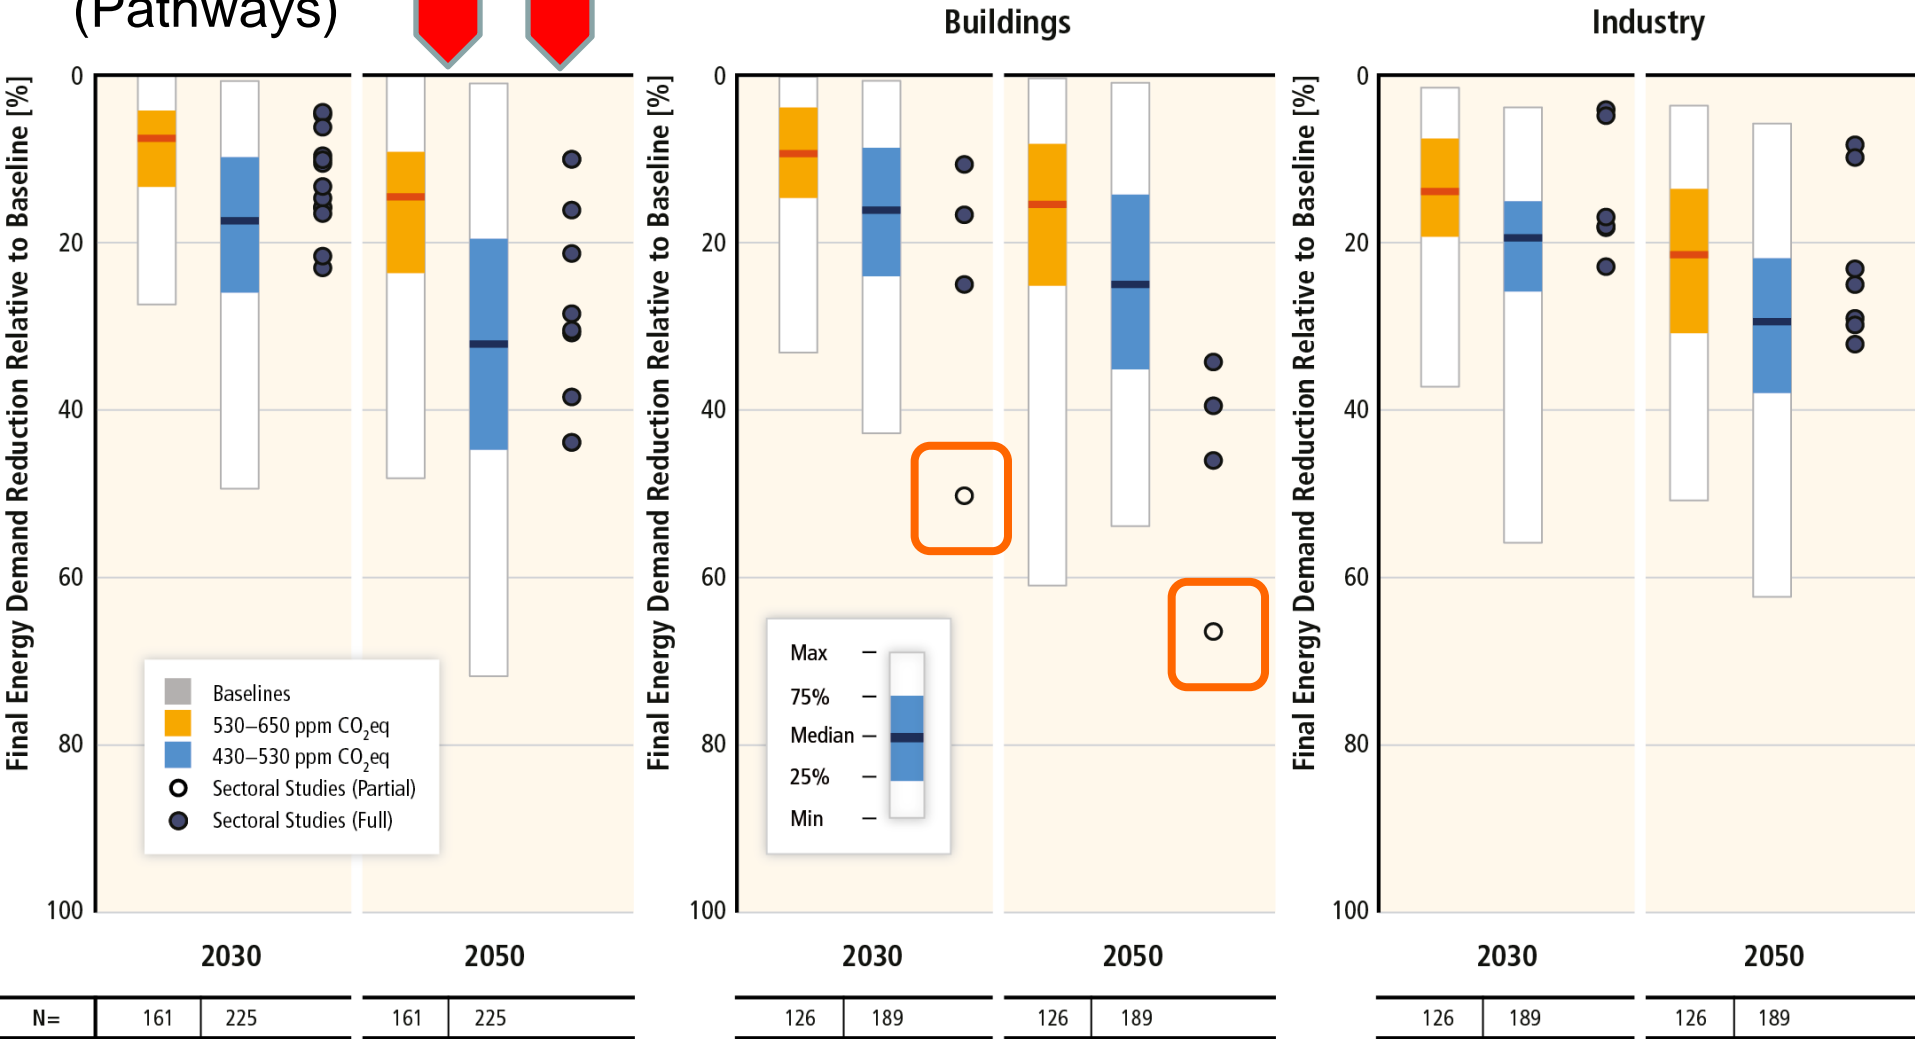 (Pathways)
Buildings
Industry
Final Energy Demand Reduction Relative to Baseline [%]
0
20
40
60
80
100
Baselines
530–650 ppm CO₂eq
430–530 ppm CO₂eq
Sectoral Studies (Partial)
Sectoral Studies (Full)
2030
2050
Final Energy Demand Reduction Relative to Baseline [%]
0
20
40
60
80
100
Max
75%
Median
25%
Min
2030
2050
Final Energy Demand Reduction Relative to Baseline [%]
0
20
40
60
80
100
2030
2050
N= 161 225 161 225 126 189 126 189 126 189 126 189